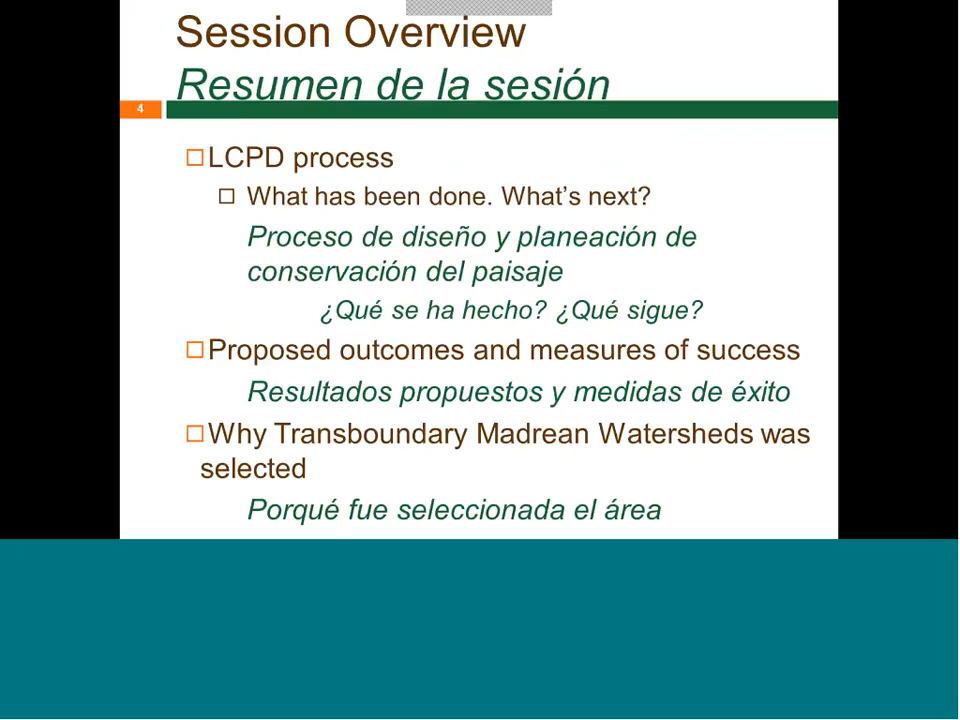 Session Overview
Resumen de la sesión
4
LCPD process
What has been done. What's next?
Proceso de diseño y planeación de
conservación del paisaje
¿Qué se ha hecho? ¿Qué sigue?
Proposed outcomes and measures of success
Resultados propuestos y medidas de éxito
Why Transboundary Madrean Watersheds was
selected
Porqué fue seleccionada el área